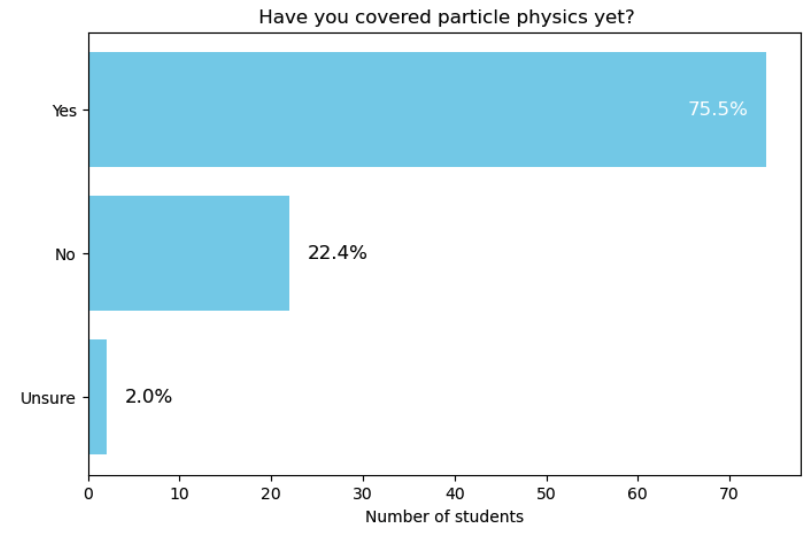 Have you covered particle physics yet?
Yes
75.5%
No
22.4%
Unsure
2.0%
0 10 20 30 40 50 60 70
Number of students